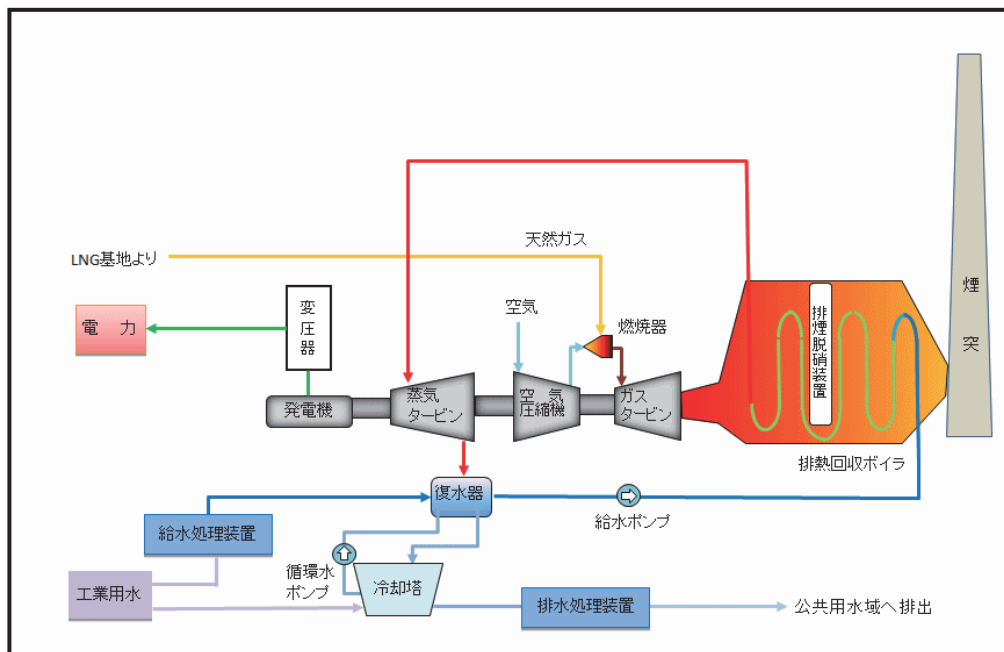 天然ガス
LNG基地より
空気
燃焼器
変
圧
器
電 力
煙
突
排
煙
脱
硝
装
置
発電機
蒸気
タービン
空 気
圧縮機
ガス
タービン
排熱回収ボイラ
復水器
給水ポンプ
給水処理装置
循環水
ポンプ
冷却塔
工業用水
排水処理装置
公共用水域へ排出